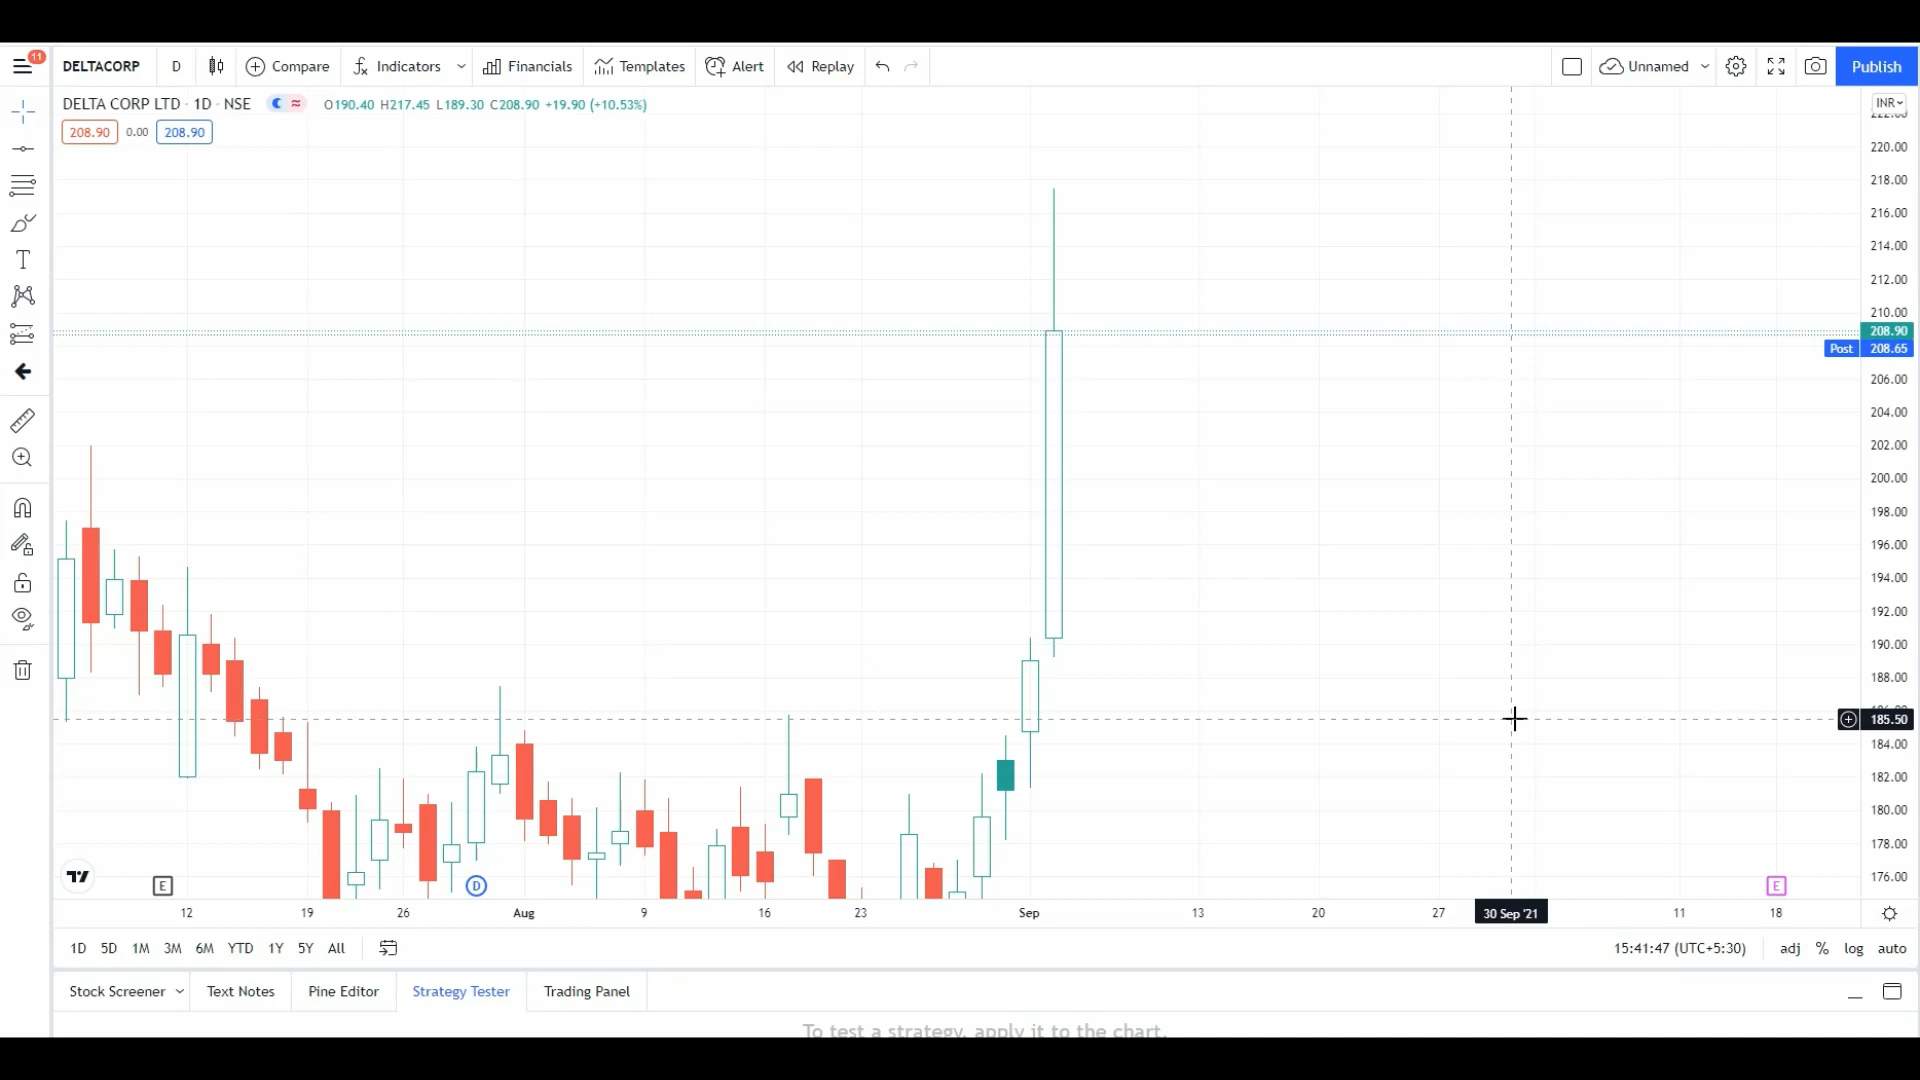 11
DELTACORP D Compare Indicators Financials Templates Alert Replay Unnamed Publish
DELTA CORP LTD · 1D · NSE O190.40 H217.45 L189.30 C208.90 +19.90 (+10.53%)
INR
208.90 0.00 208.90
220.00
218.00
216.00
214.00
212.00
210.00
208.90
Post 208.65
206.00
204.00
202.00
200.00
198.00
196.00
194.00
192.00
190.00
188.00
185.50
184.00
182.00
180.00
178.00
176.00
E D E
12 19 26 Aug 9 16 23 Sep 13 20 27 30 Sep '21 11 18
1D 5D 1M 3M 6M YTD 1Y 5Y All 15:41:47 (UTC+5:30) adj % log auto
Stock Screener Text Notes Pine Editor Strategy Tester Trading Panel
To test a strategy, apply it to the chart.